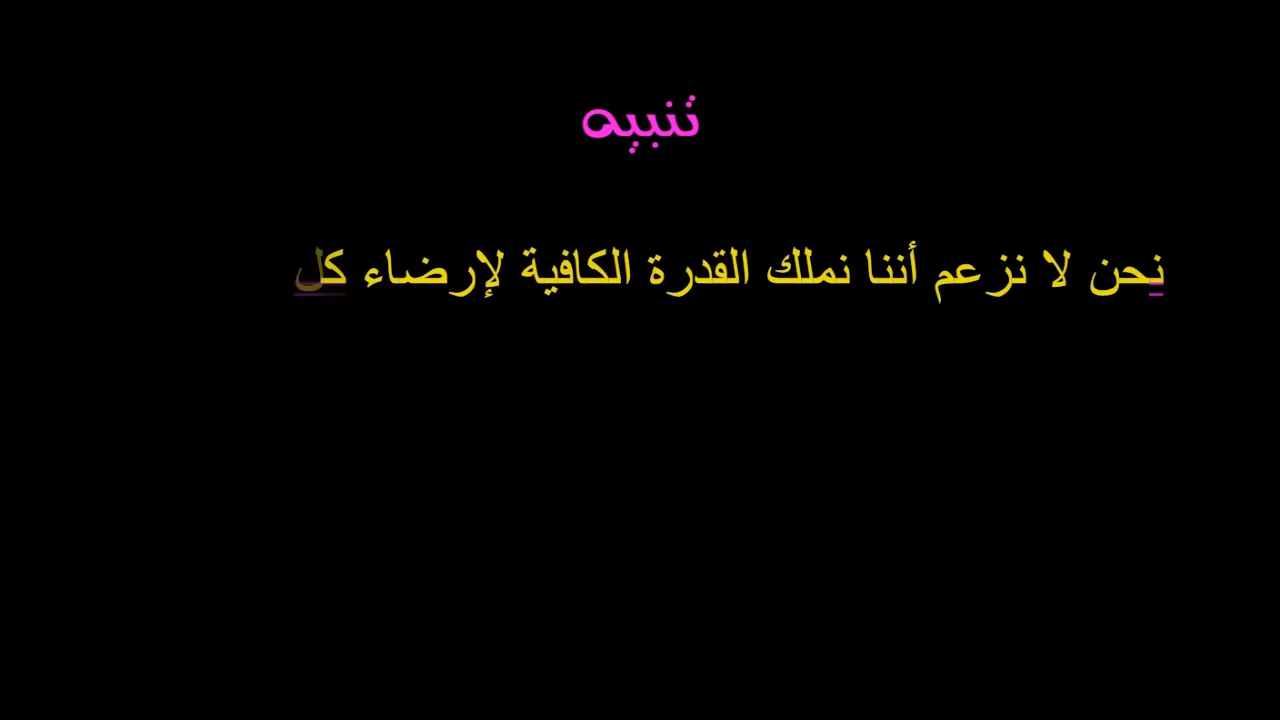 تنبيه
نحن لا نزعم أننا نملك القدرة الكافية لإرضاء كل